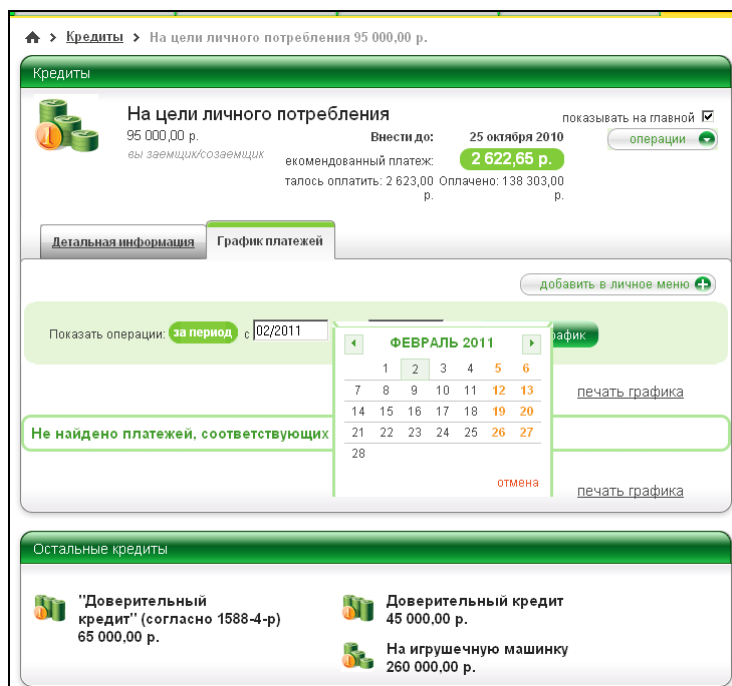 > Кредиты > На цели личного потребления 95 000,00 р.
Кредиты
На цели личного потребления
показывать на главной
95 000,00 р.
Внести до: 25 октября 2010
операции
вы заемщик/созаемщик
екомендованный платеж: 2 622,65 р.
талось оплатить: 2 623,00 р.
Оплачено: 138 303,00 р.
Детальная информация
График платежей
добавить в личное меню
Показать операции: за период с 02/2011
афик
ФЕВРАЛЬ 2011
1 2 3 4 5 6
7 8 9 10 11 12 13
14 15 16 17 18 19 20
21 22 23 24 25 26 27
28
отмена
печать графика
Не найдено платежей, соответствующих
печать графика
Остальные кредиты
"Доверительный
кредит" (согласно 1588-4-р)
65 000,00 р.
Доверительный кредит
45 000,00 р.
На игрушечную машинку
260 000,00 р.